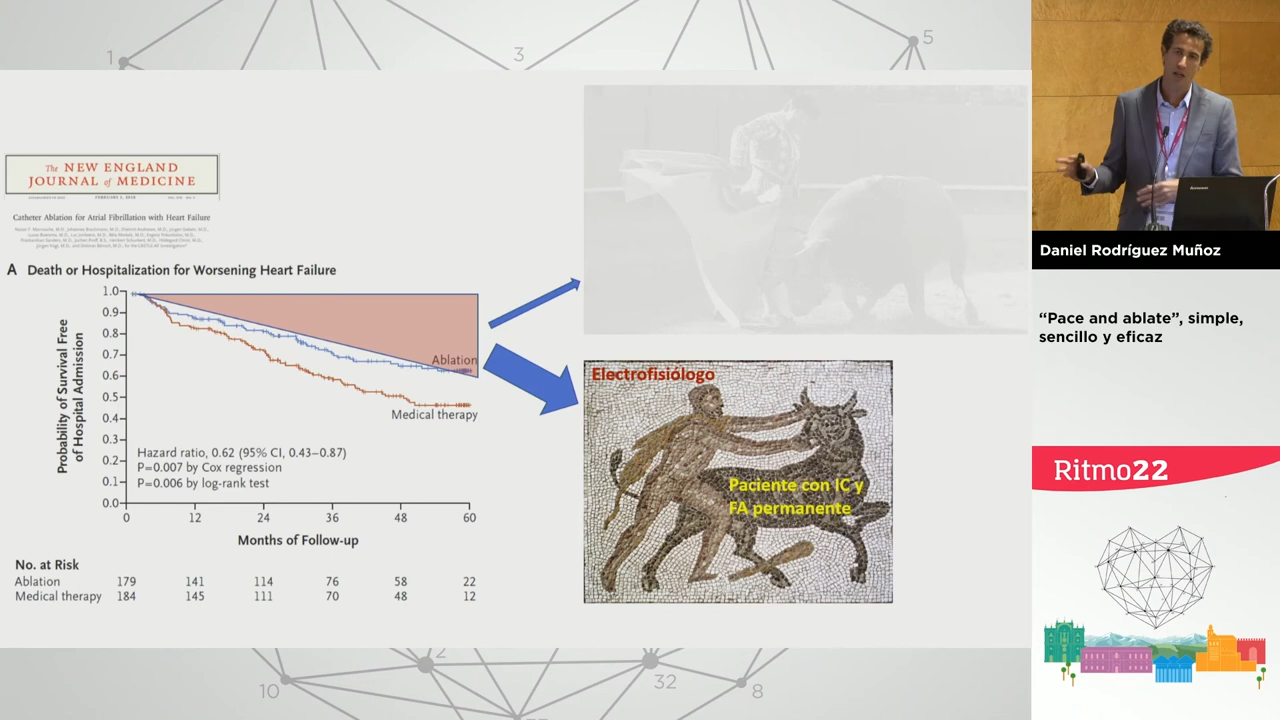 1
3
5
The NEW ENGLAND
JOURNAL of MEDICINE
Catheter Ablation for Atrial Fibrillation with Heart Failure
A Death or Hospitalization for Worsening Heart Failure
Probability of Survival Free
of Hospital Admission
1.0
0.9
0.8
0.7
0.6
0.5
0.4
0.3
0.2
0.1
0.0
Ablation
Medical therapy
Hazard ratio, 0.62 (95% CI, 0.43–0.87)
P=0.007 by Cox regression
P=0.006 by log-rank test
0 12 24 36 48 60
Months of Follow-up
No. at Risk
Ablation 179 141 114 76 58 22
Medical therapy 184 145 111 70 48 12
Electrofisiólogo
Paciente con IC y
FA permanente
2
10
32
8
Daniel Rodríguez Muñoz
“Pace and ablate”, simple,
sencillo y eficaz
Ritmo22